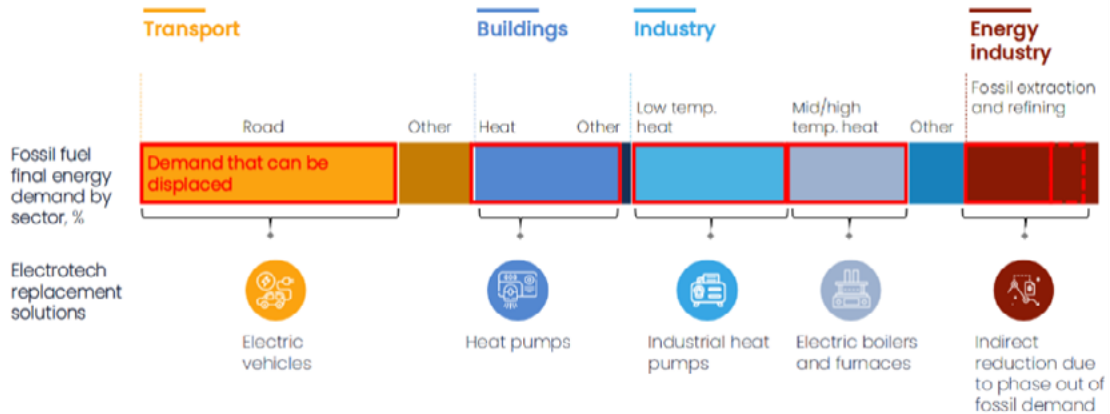 Transport
Buildings
Industry
Energy
industry
Fossil extraction
and refining
Low temp.
heat
Mid/high
temp. heat
Road
Other
Heat
Other
Other
Fossil fuel
final energy
demand by
sector, %
Demand that can be
displaced
Electrotech
replacement
solutions
Electric
vehicles
Heat pumps
Industrial heat
pumps
Electric boilers
and furnaces
Indirect
reduction due
to phase out of
fossil demand